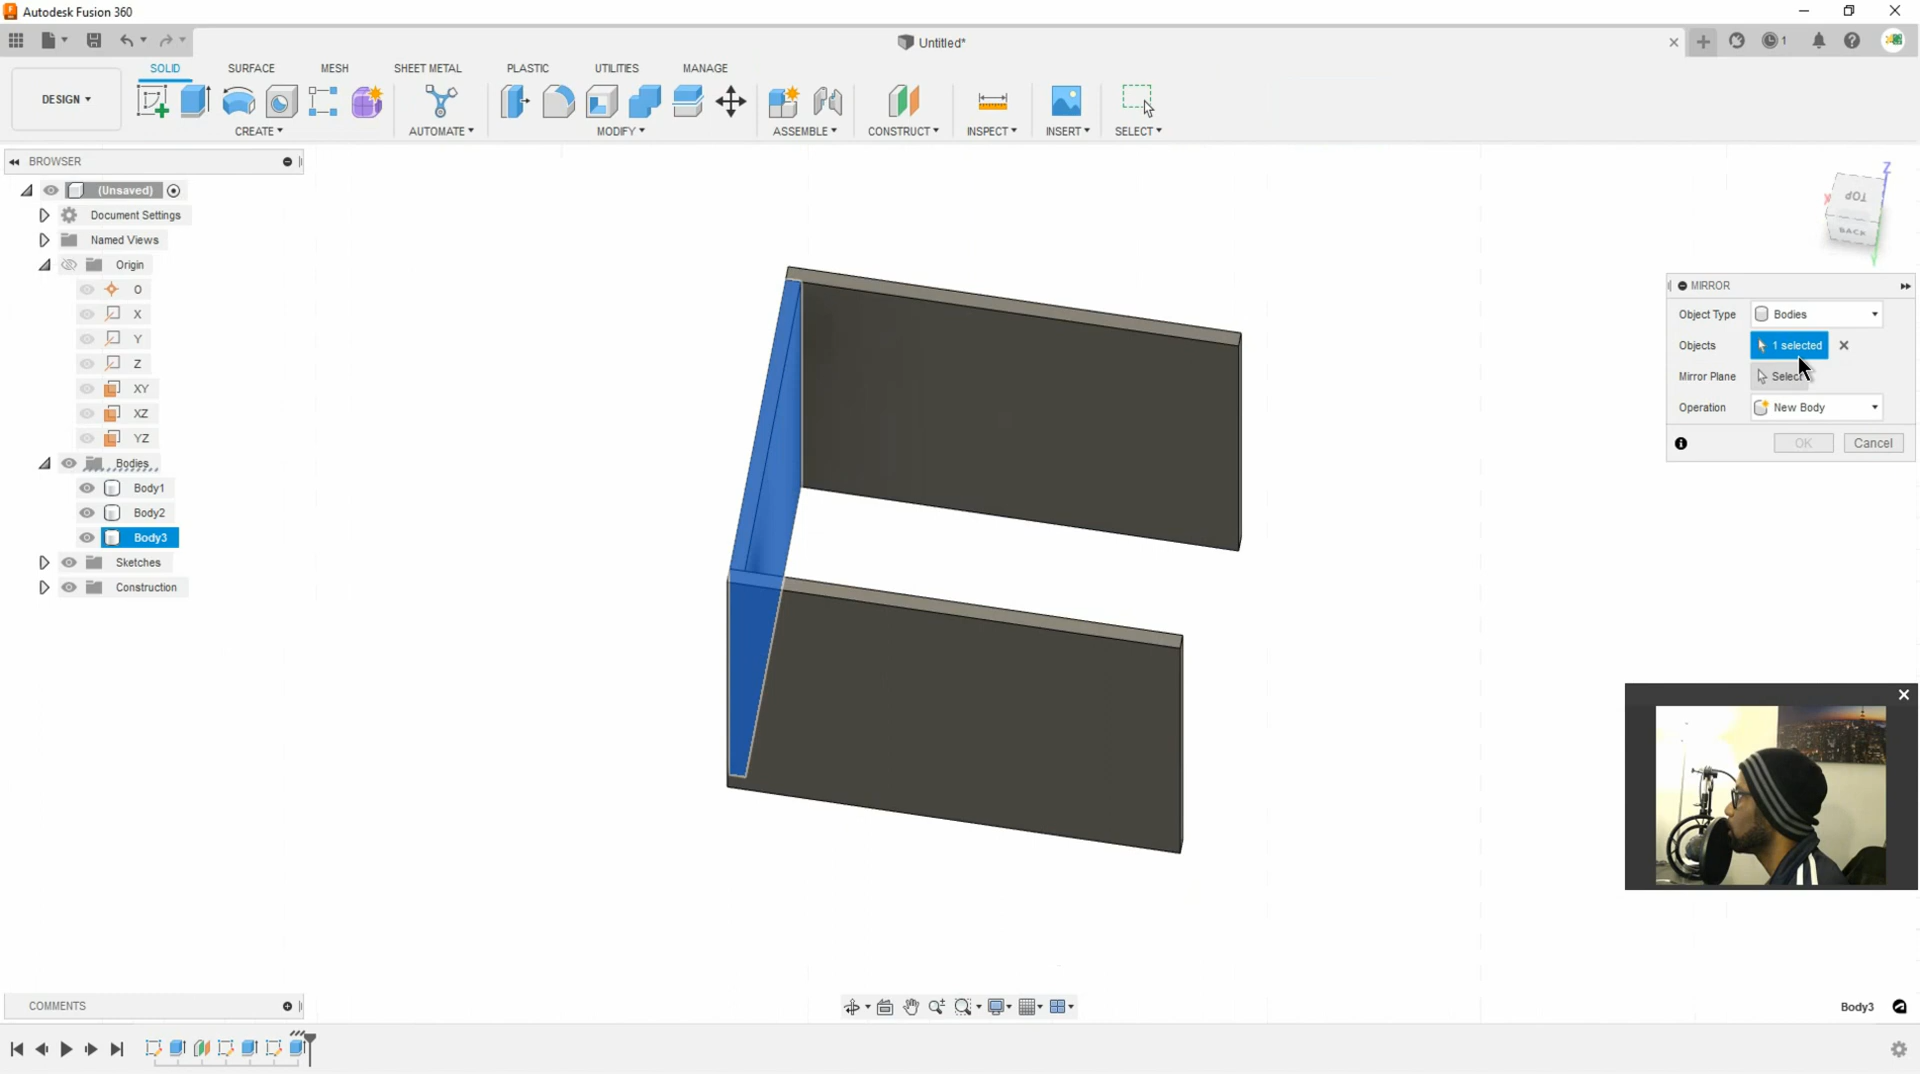 Autodesk Fusion 360
Untitled*
1
DESIGN
SOLID
SURFACE
MESH
SHEET METAL
PLASTIC
UTILITIES
MANAGE
CREATE
AUTOMATE
MODIFY
ASSEMBLE
CONSTRUCT
INSPECT
INSERT
SELECT
BROWSER
(Unsaved)
Document Settings
Named Views
Origin
O
X
Y
Z
XY
XZ
YZ
Bodies
Body1
Body2
Body3
Sketches
Construction
Z
X
TOP
BACK
Y
MIRROR
Object Type
Bodies
Objects
1 selected
Mirror Plane
Select
Operation
New Body
OK
Cancel
COMMENTS
Body3